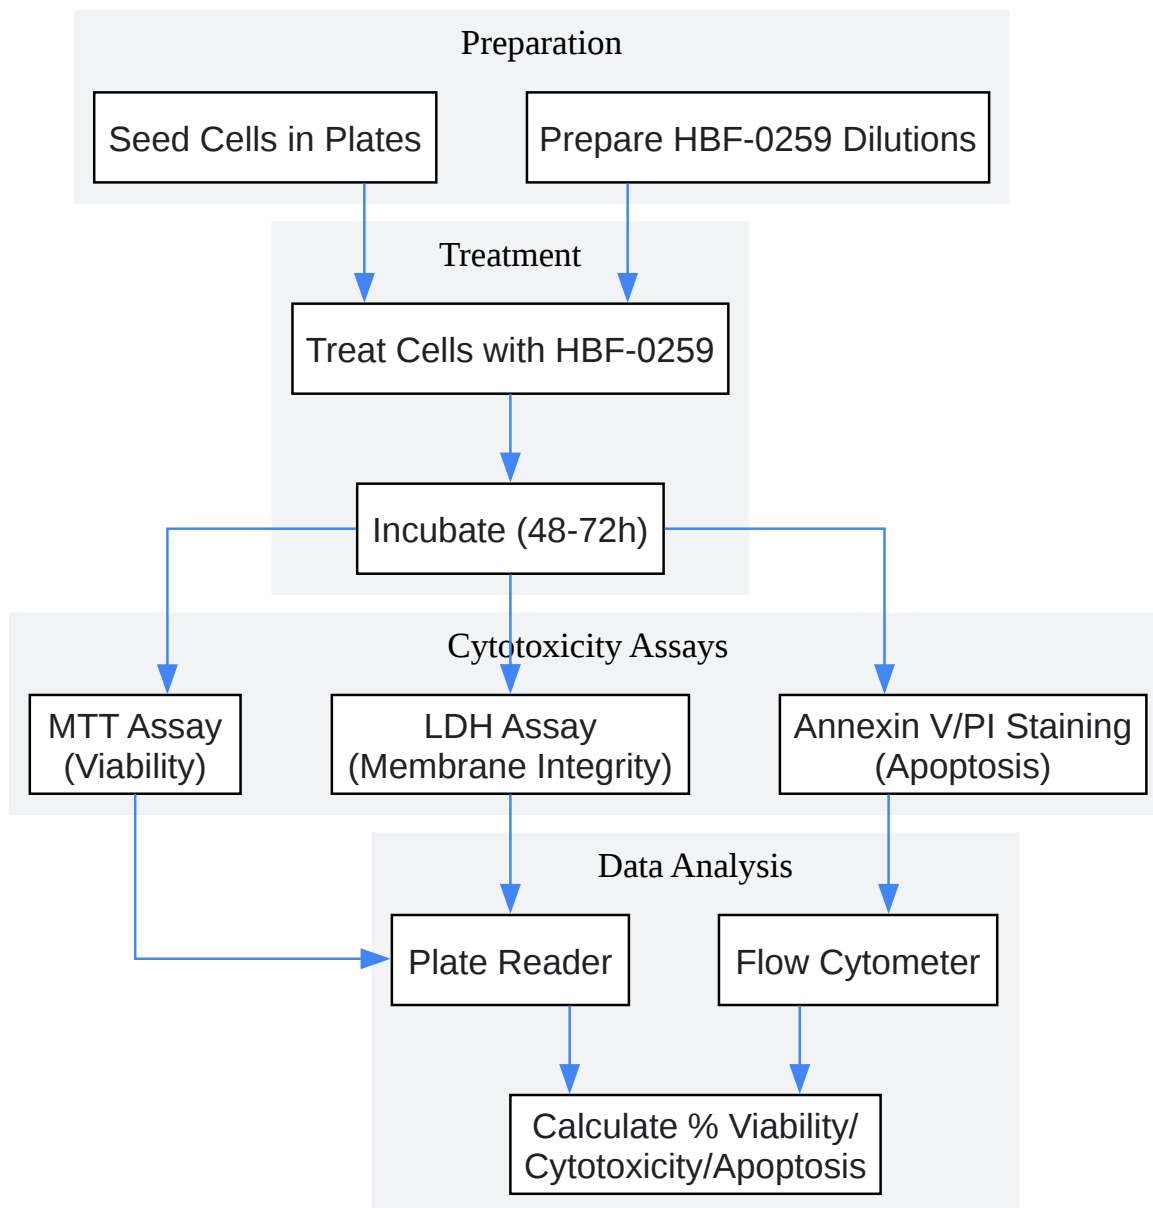 Preparation
Seed Cells in Plates
Prepare HBF-0259 Dilutions
Treatment
Treat Cells with HBF-0259
Incubate (48-72h)
Cytotoxicity Assays
MTT Assay
(Viability)
LDH Assay
(Membrane Integrity)
Annexin V/PI Staining
(Apoptosis)
Data Analysis
Plate Reader
Flow Cytometer
Calculate % Viability/
Cytotoxicity/Apoptosis